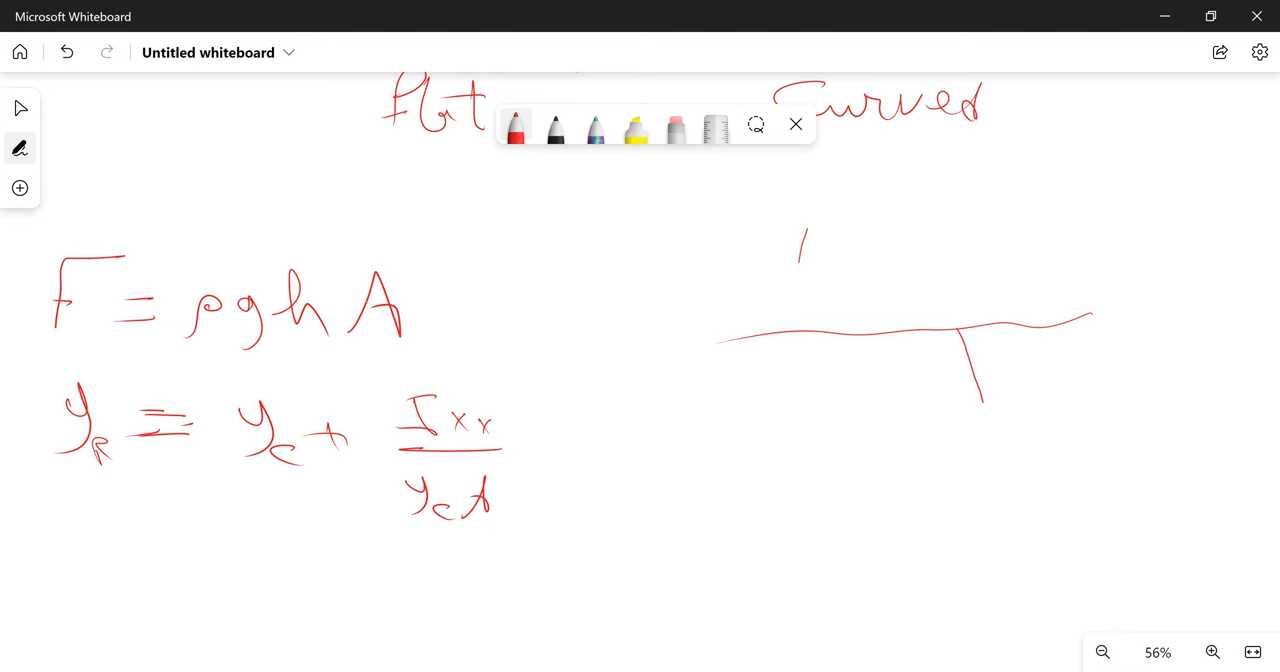 Microsoft Whiteboard
Untitled whiteboard
flat curved
F = ρghA
y_R = y_c + I_xx / y_c A
56%